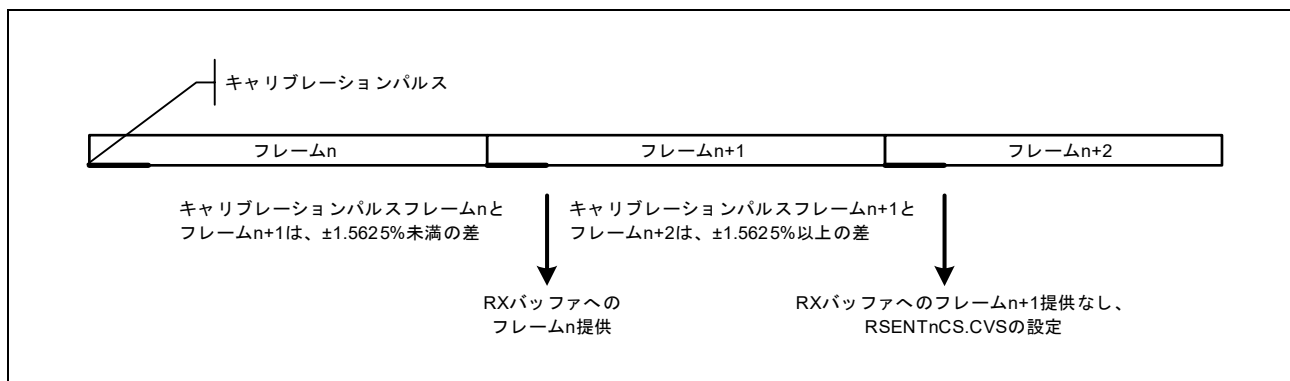 キャリブレーションパルス
フレームn
フレームn+1
フレームn+2
キャリブレーションパルスフレームnと
フレームn+1は、±1.5625%未満の差
キャリブレーションパルスフレームn+1と
フレームn+2は、±1.5625%以上の差
RXバッファへの
フレームn提供
RXバッファへのフレームn+1提供なし、
RSENTnCS.CVSの設定